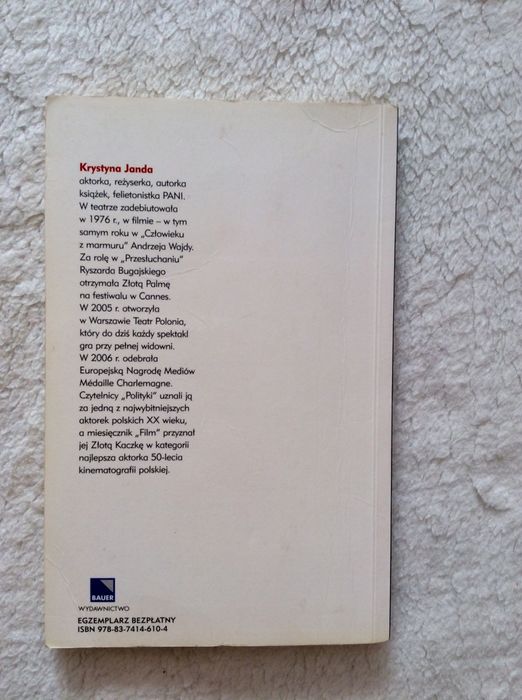 Krystyna Janda
aktorka, reżyserka, autorka
książek, felietonistka PANI.
W teatrze zadebiutowała
w 1976 r., w filmie – w tym
samym roku w „Człowieku
z marmuru” Andrzeja Wajdy.
Za rolę w „Przesłuchaniu”
Ryszarda Bugajskiego
otrzymała Złotą Palmę
na festiwalu w Cannes.
W 2005 r. otworzyła
w Warszawie Teatr Polonia,
który do dziś każdy spektakl
gra przy pełnej widowni.
W 2006 r. odebrała
Europejską Nagrodę Mediów
Médaille Charlemagne.
Czytelnicy „Polityki” uznali ją
za jedną z najwybitniejszych
aktorek polskich XX wieku,
a miesięcznik „Film” przyznał
jej Złotą Kaczkę w kategorii
najlepsza aktorka 50-lecia
kinematografii polskiej.
BAUER
WYDAWNICTWO
EGZEMPLARZ BEZPŁATNY
ISBN 978-83-7414-610-4